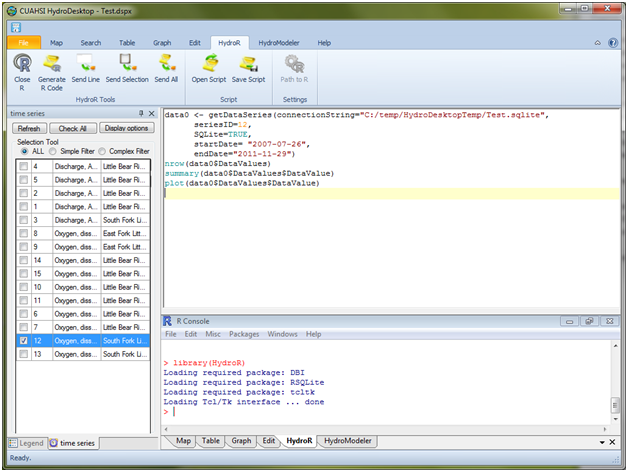 CUAHSI HydroDesktop - Test.dspx
File Map Search Table Graph Edit HydroR HydroModeler Help
Close R
Generate R Code
Send Line
Send Selection
Send All
Open Script
Save Script
Path to R
HydroR Tools
Script
Settings
time series
Refresh Check All Display options
Selection Tool
ALL Simple Filter Complex Filter
4 Discharge, A... Little Bear Ri...
5 Discharge, A... Little Bear Ri...
2 Discharge, A... Little Bear Ri...
1 Discharge, A... Little Bear Ri...
3 Discharge, A... South Fork Li...
8 Oxygen, diss... East Fork Litt...
9 Oxygen, diss... East Fork Litt...
14 Oxygen, diss... Little Bear Ri...
15 Oxygen, diss... Little Bear Ri...
10 Oxygen, diss... Little Bear Ri...
11 Oxygen, diss... Little Bear Ri...
6 Oxygen, diss... Little Bear Ri...
7 Oxygen, diss... Little Bear Ri...
12 Oxygen, diss... South Fork Li...
13 Oxygen, diss... South Fork Li...
Legend time series
data0 <- getDataSeries(connectionString="C:/temp/HydroDesktopTemp/Test.sqlite",
seriesID=12,
SQLite=TRUE,
startDate= "2007-07-26",
endDate="2011-11-29")
nrow(data0$DataValues)
summary(data0$DataValues$DataValue)
plot(data0$DataValues$DataValue)
R Console
File Edit Misc Packages Windows Help
> library(HydroR)
Loading required package: DBI
Loading required package: RSQLite
Loading required package: tcltk
Loading Tcl/Tk interface ... done
>
Map Table Graph Edit HydroR HydroModeler
Ready.